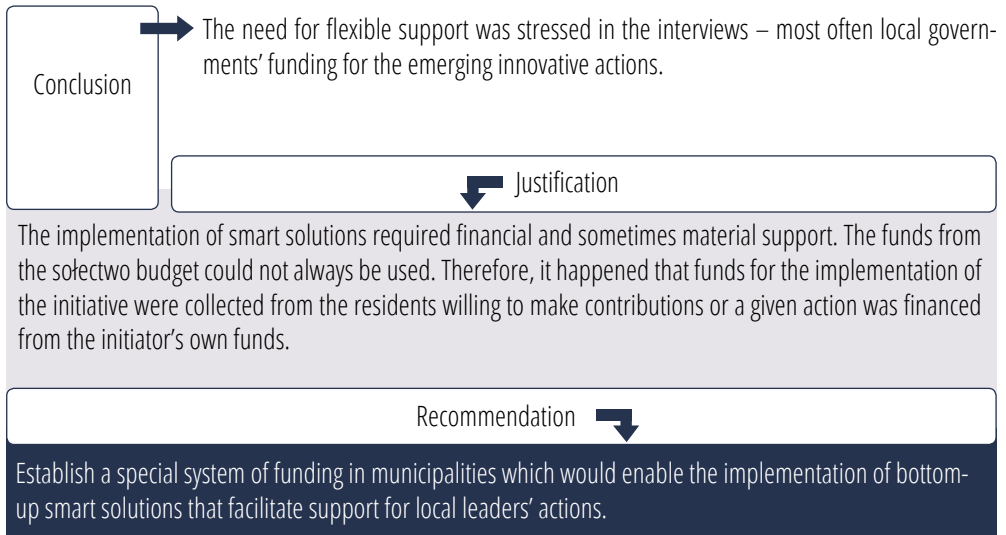 Conclusion
The need for flexible support was stressed in the interviews – most often local govern-
ments’ funding for the emerging innovative actions.
Justification
The implementation of smart solutions required financial and sometimes material support. The funds from
the sołectwo budget could not always be used. Therefore, it happened that funds for the implementation of
the initiative were collected from the residents willing to make contributions or a given action was financed
from the initiator’s own funds.
Recommendation
Establish a special system of funding in municipalities which would enable the implementation of bottom-
up smart solutions that facilitate support for local leaders’ actions.